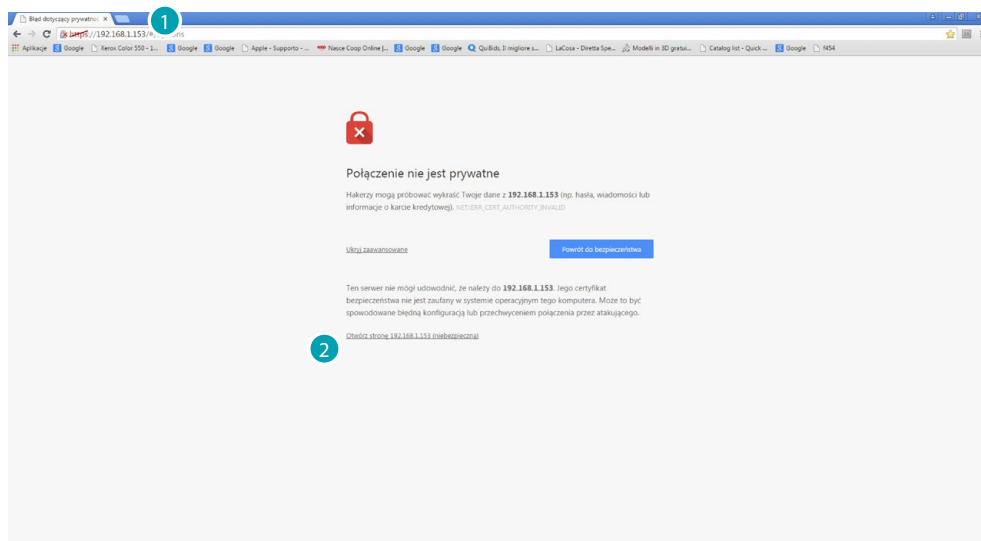 Błąd dotyczący prywatnoś
1
https://192.168.1.153/#/
Aplikacje Google Xerox Color 550 - 1... Google Google Apple - Supporto - ... Nasce Coop Online |... Google Google QuiBids, Il migliore s... LaCosa - Diretta Spe... Modelli in 3D gratui... Catalog list - Quick ... Google f454
Połączenie nie jest prywatne
Hakerzy mogą próbować wykraść Twoje dane z 192.168.1.153 (np. hasła, wiadomości lub
informacje o karcie kredytowej). NET::ERR_CERT_AUTHORITY_INVALID
Ukryj zaawansowane
Powrót do bezpieczeństwa
Ten serwer nie mógł udowodnić, że należy do 192.168.1.153. Jego certyfikat
bezpieczeństwa nie jest zaufany w systemie operacyjnym tego komputera. Może to być
spowodowane błędną konfiguracją lub przechwyceniem połączenia przez atakującego.
Otwórz stronę 192.168.1.153 (niebezpieczną)
2